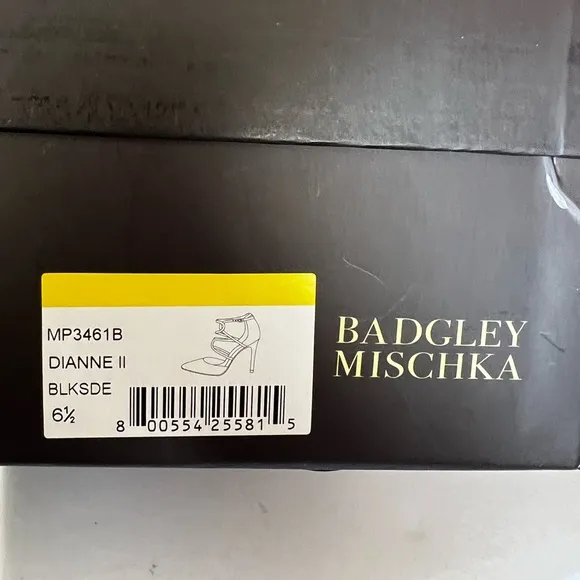 MP3461B
DIANNE II
BLKSDE
6½
8 00554 25581 5
BADGLEY
MISCHKA